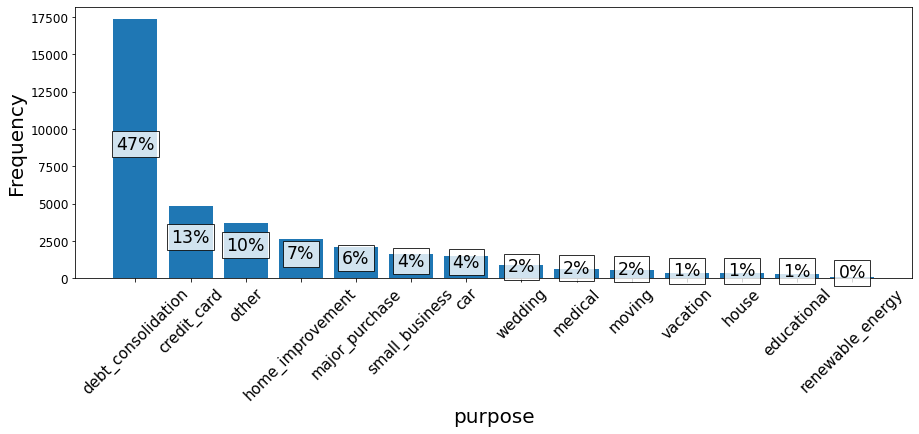 17500
15000
12500
10000
7500
5000
2500
0
Frequency
47%
13%
10%
7%
6%
4%
4%
2%
2%
2%
1%
1%
1%
0%
debt_consolidation
credit_card
other
home_improvement
major_purchase
small_business
car
wedding
medical
moving
vacation
house
educational
renewable_energy
purpose